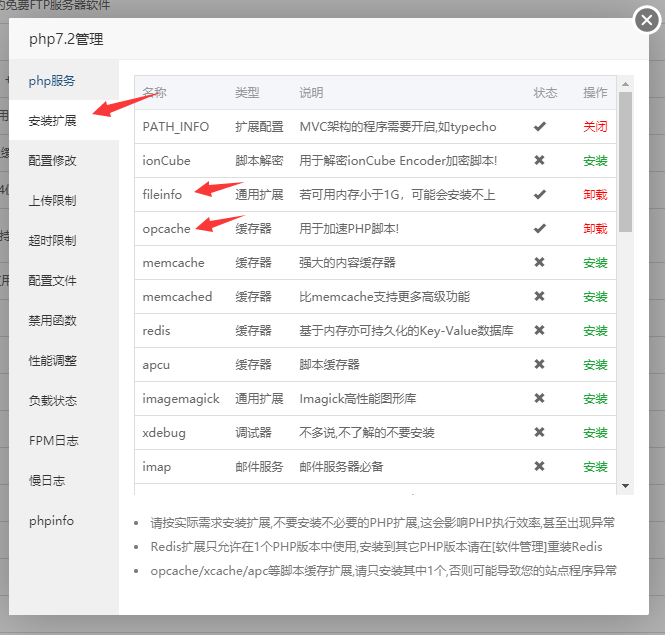 的免费FTP服务器软件
php7.2管理
php服务
安装扩展
配置修改
上传限制
超时限制
配置文件
禁用函数
性能调整
负载状态
FPM日志
慢日志
phpinfo
名称 类型 说明 状态 操作
PATH_INFO 扩展配置 MVC架构的程序需要开启,如typecho 关闭
ionCube 脚本解密 用于解密ionCube Encoder加密脚本! 安装
fileinfo 通用扩展 若可用内存小于1G，可能会安装不上 卸载
opcache 缓存器 用于加速PHP脚本! 卸载
memcache 缓存器 强大的内容缓存器 安装
memcached 缓存器 比memcache支持更多高级功能 安装
redis 缓存器 基于内存亦可持久化的Key-Value数据库 安装
apcu 缓存器 脚本缓存器 安装
imagemagick 通用扩展 Imagick高性能图形库 安装
xdebug 调试器 不多说,不了解的不要安装 安装
imap 邮件服务 邮件服务器必备 安装
请按实际需求安装扩展,不要安装不必要的PHP扩展,这会影响PHP执行效率,甚至出现异常
Redis扩展只允许在1个PHP版本中使用,安装到其它PHP版本请在[软件管理]重装Redis
opcache/xcache/apc等脚本缓存扩展,请只安装其中1个,否则可能导致您的站点程序异常